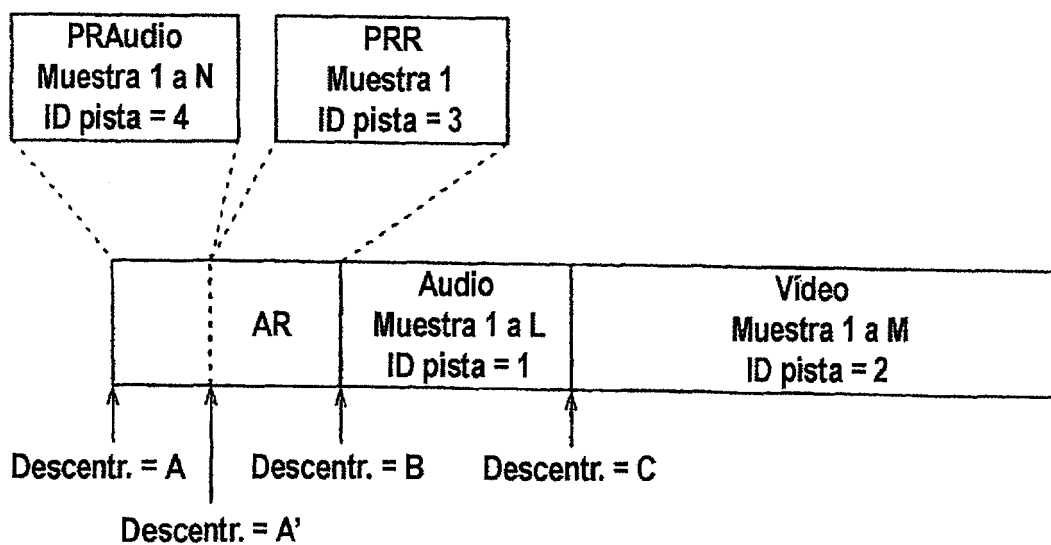 PRAudio
Muestra 1 a N
ID pista = 4
PRR
Muestra 1
ID pista = 3
AR
Audio
Muestra 1 a L
ID pista = 1
Vídeo
Muestra 1 a M
ID pista = 2
Descentr. = A
Descentr. = B
Descentr. = C
Descentr. = A'